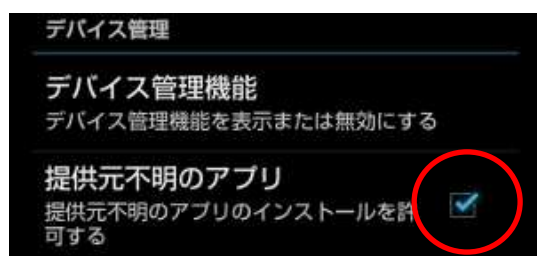 デバイス管理
デバイス管理機能
デバイス管理機能を表示または無効にする
提供元不明のアプリ
提供元不明のアプリのインストールを許
可する